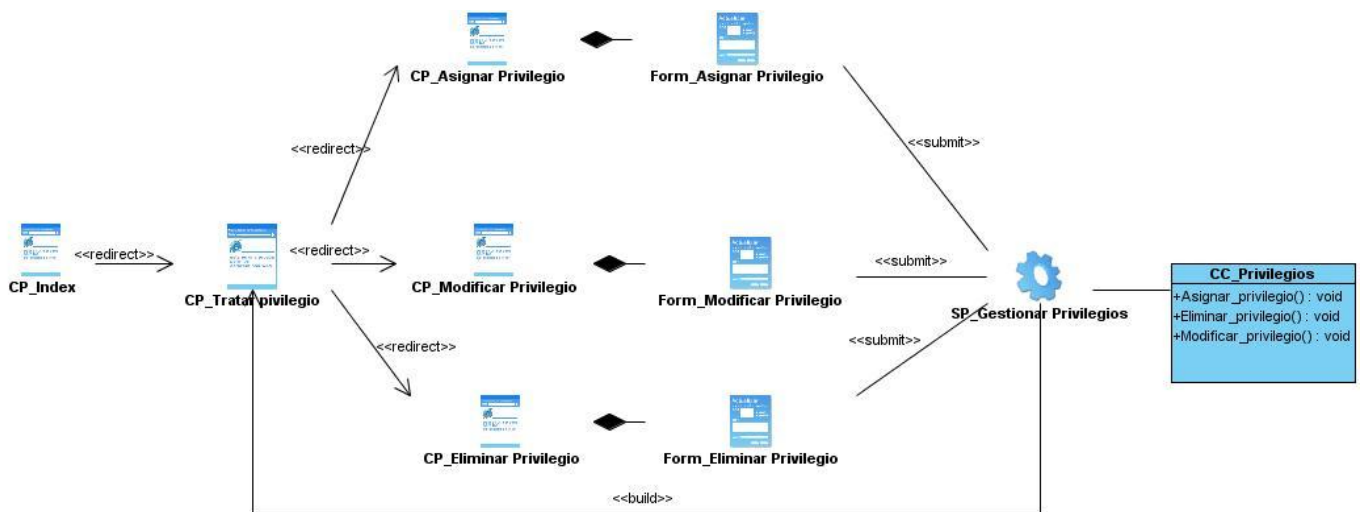 CP_Asignar Privilegio
Form_Asignar Privilegio
<<submit>>
<<redirect>>
<<redirect>>
<<redirect>>
<<submit>>
CP_Index
CP_Tratar pivilegio
CP_Modificar Privilegio
Form_Modificar Privilegio
SP_Gestionar Privilegios
CC_Privilegios
+Asignar_privilegio() : void
+Eliminar_privilegio() : void
+Modificar_privilegio() : void
<<redirect>>
<<submit>>
CP_Eliminar Privilegio
Form_Eliminar Privilegio
<<build>>